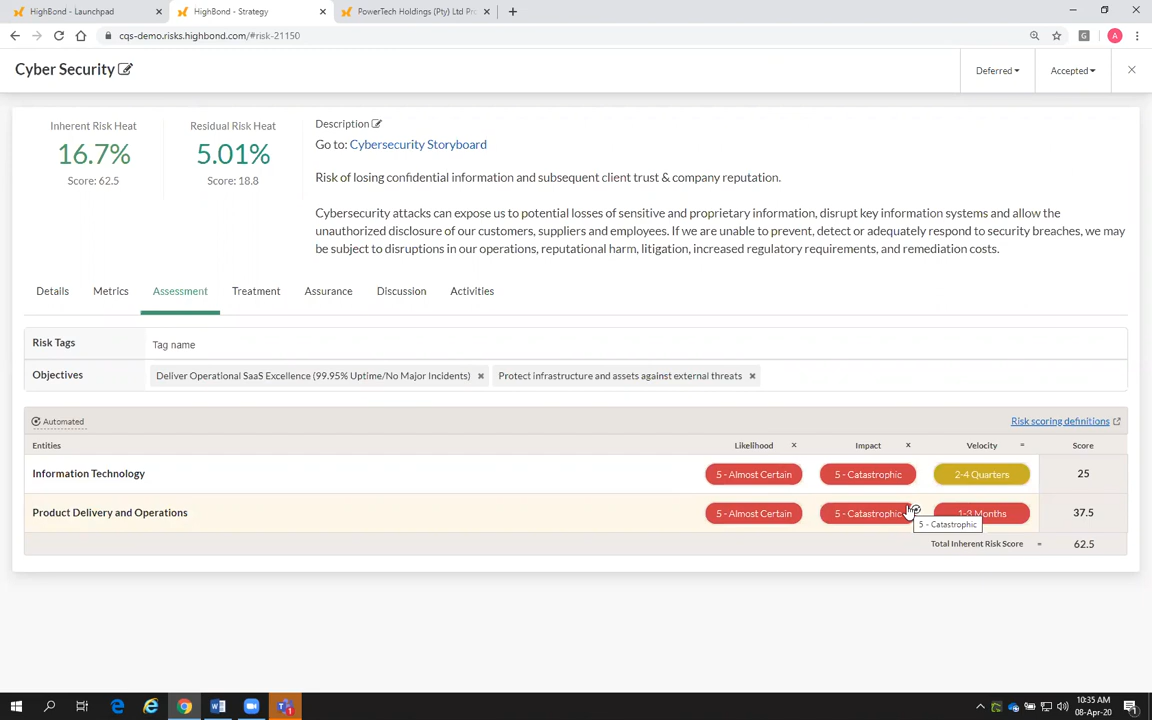 HighBond - Launchpad
HighBond - Strategy
PowerTech Holdings (Pty) Ltd Pro
cqs-demo.risks.highbond.com/#risk-21150
G
A
Cyber Security
Deferred
Accepted
Inherent Risk Heat
16.7%
Score: 62.5
Residual Risk Heat
5.01%
Score: 18.8
Description
Go to: Cybersecurity Storyboard
Risk of losing confidential information and subsequent client trust & company reputation.
Cybersecurity attacks can expose us to potential losses of sensitive and proprietary information, disrupt key information systems and allow the
unauthorized disclosure of our customers, suppliers and employees. If we are unable to prevent, detect or adequately respond to security breaches, we may
be subject to disruptions in our operations, reputational harm, litigation, increased regulatory requirements, and remediation costs.
Details Metrics Assessment Treatment Assurance Discussion Activities
Risk Tags Tag name
Objectives Deliver Operational SaaS Excellence (99.95% Uptime/No Major Incidents) × Protect infrastructure and assets against external threats ×
Automated Risk scoring definitions
Entities Likelihood × Impact × Velocity = Score
Information Technology 5 - Almost Certain 5 - Catastrophic 2-4 Quarters 25
Product Delivery and Operations 5 - Almost Certain 5 - Catastrophic 1-3 Months 37.5
5 - Catastrophic
Total Inherent Risk Score = 62.5
10:35 AM
08-Apr-20